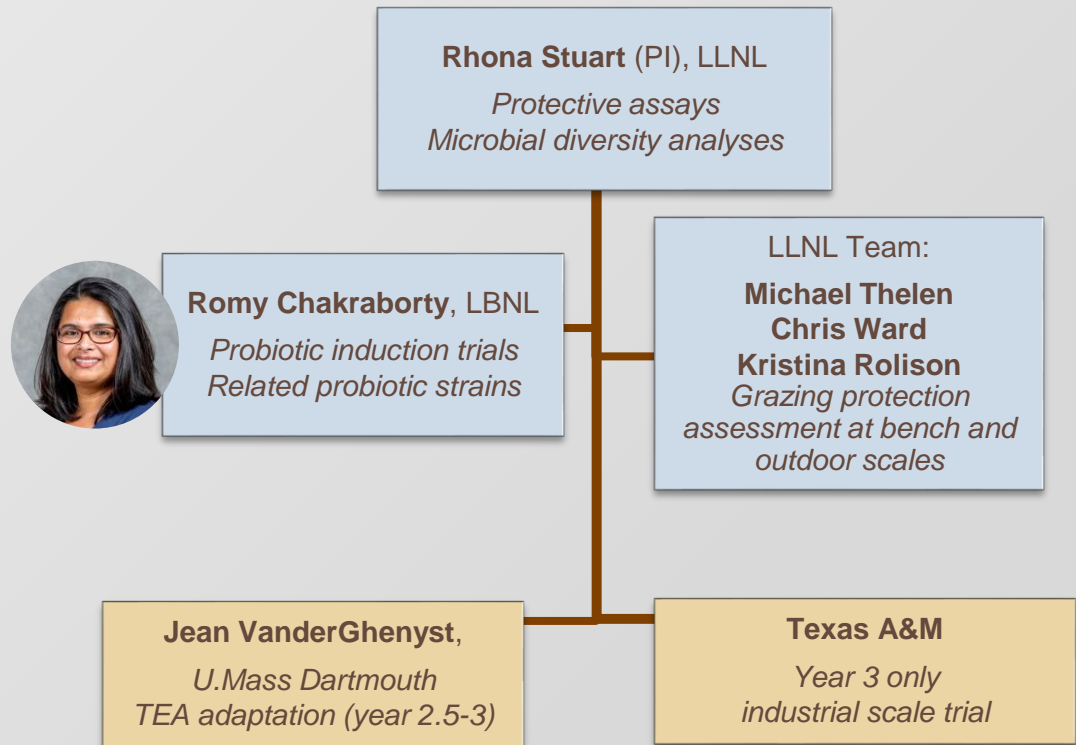 Rhona Stuart (PI), LLNL
Protective assays
Microbial diversity analyses
Romy Chakraborty, LBNL
Probiotic induction trials
Related probiotic strains
LLNL Team:
Michael Thelen
Chris Ward
Kristina Rolison
Grazing protection
assessment at bench and
outdoor scales
Jean VanderGhenyst,
U.Mass Dartmouth
TEA adaptation (year 2.5-3)
Texas A&M
Year 3 only
industrial scale trial